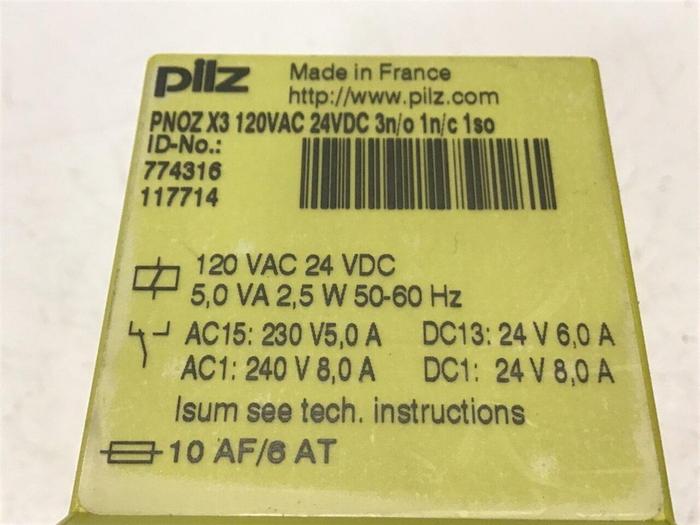 pilz
Made in France
http://www.pilz.com
PNOZ X3 120VAC 24VDC 3n/o 1n/c 1so
ID-No.:
774316
117714
120 VAC 24 VDC
5,0 VA 2,5 W 50-60 Hz
AC15: 230 V5,0 A DC13: 24 V 6,0 A
AC1: 240 V 8,0 A DC1: 24 V 8,0 A
Isum see tech. instructions
10 AF/6 AT